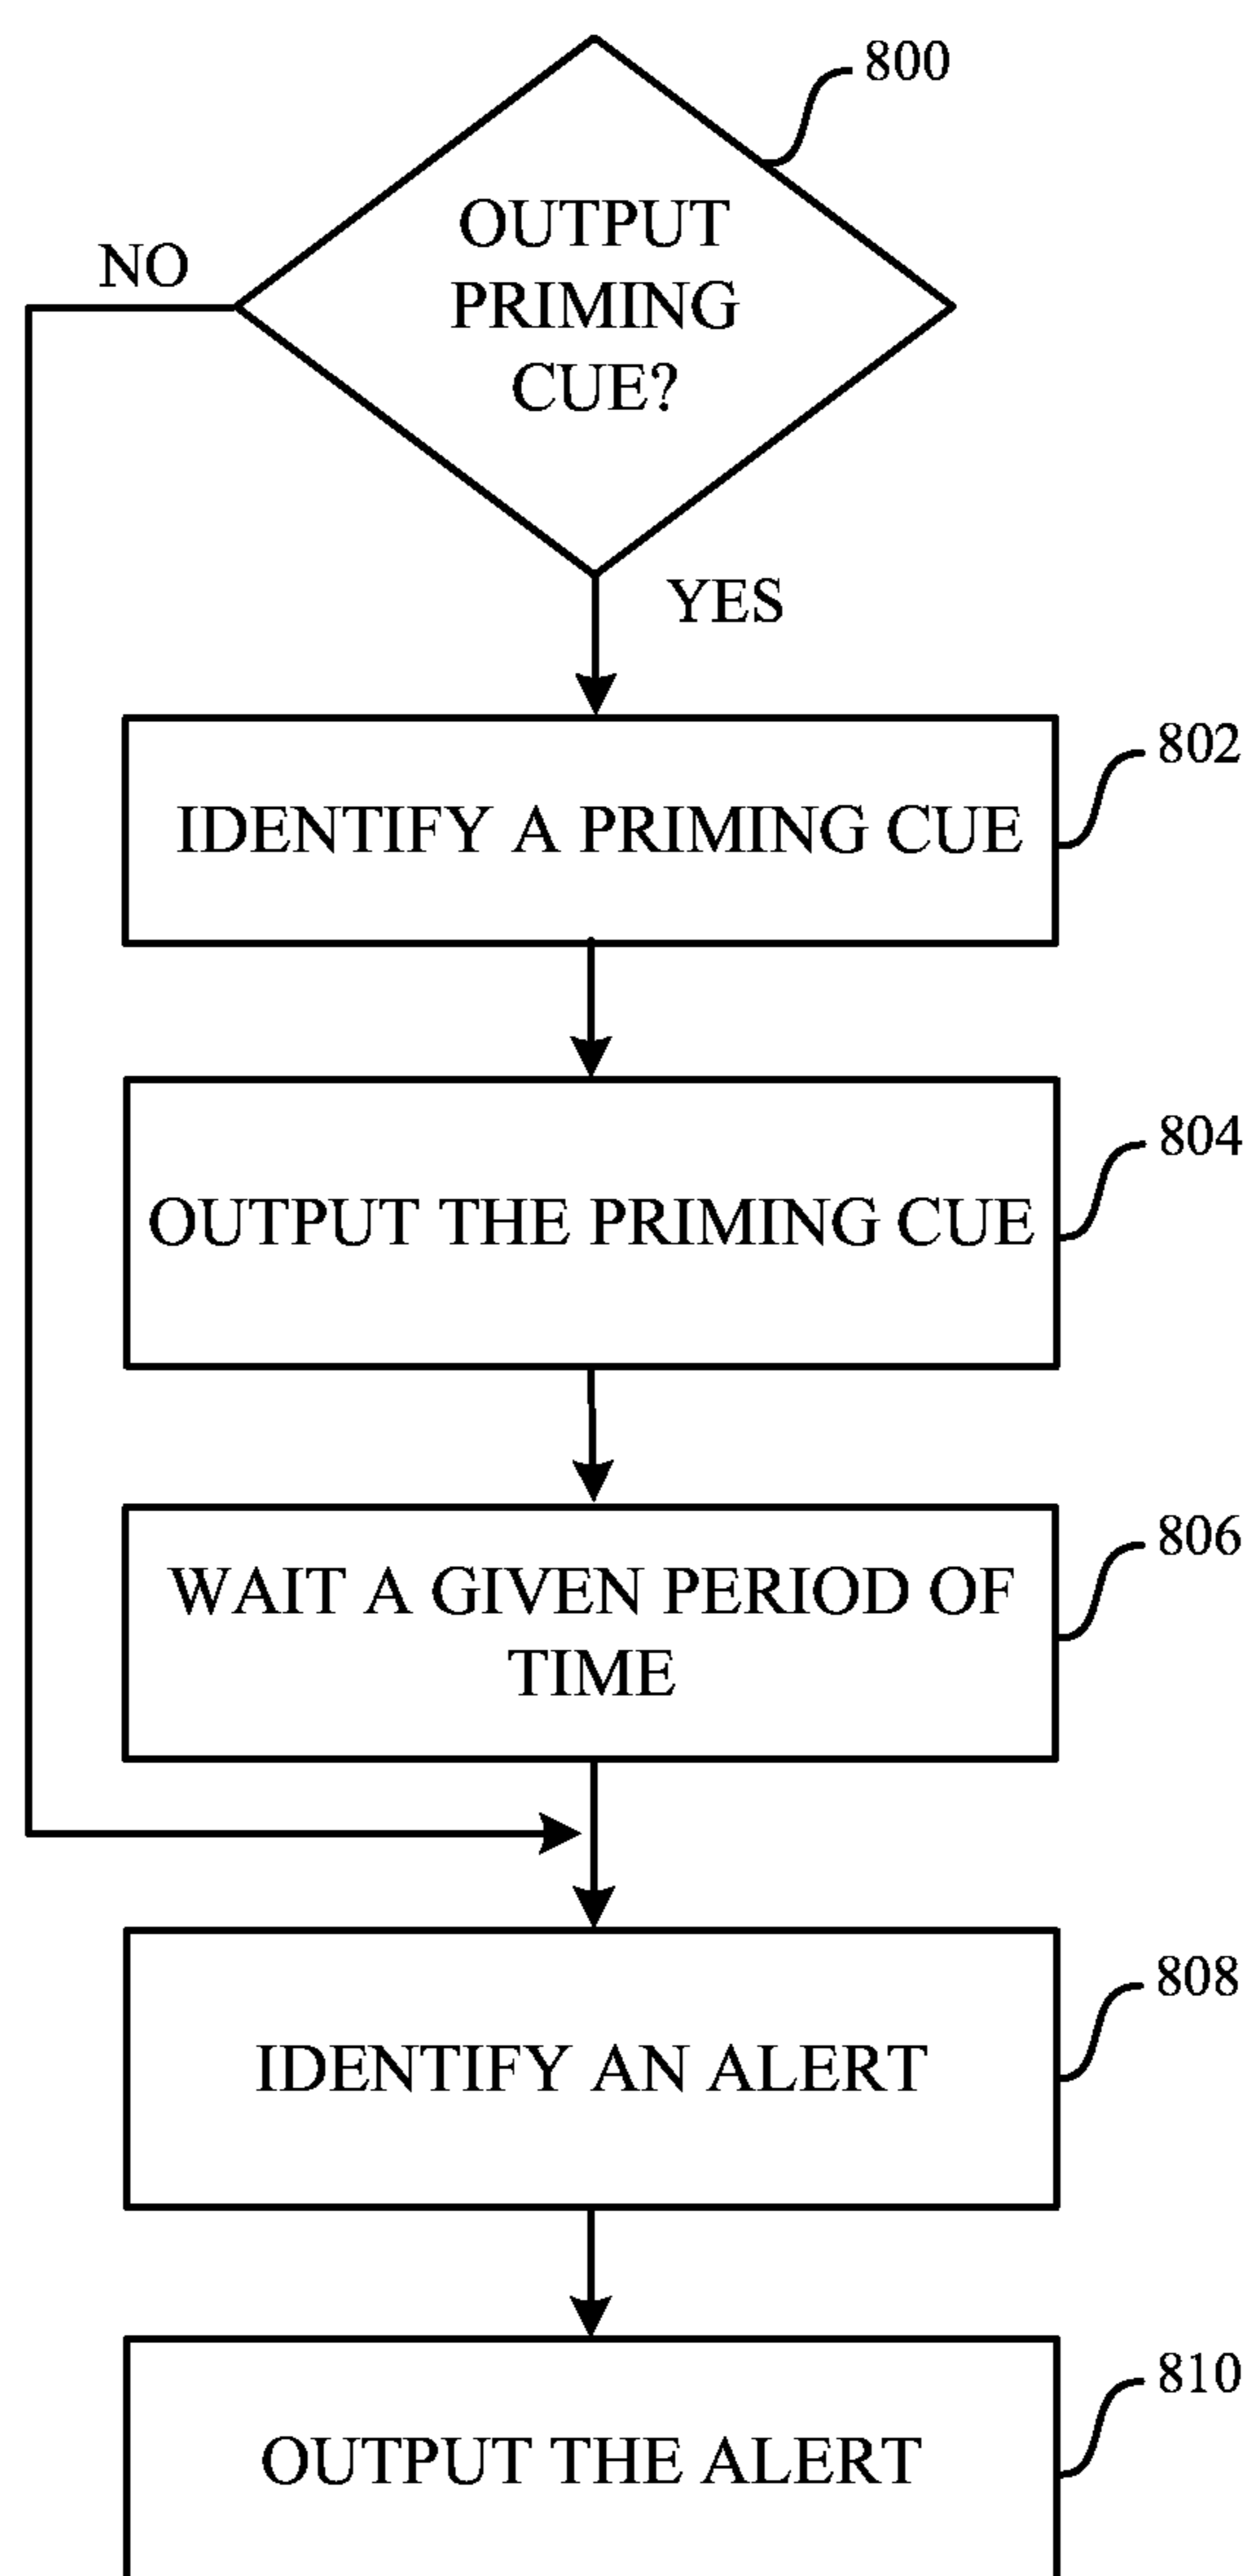 800
OUTPUT
PRIMING
CUE?
NO
YES
802
IDENTIFY A PRIMING CUE
804
OUTPUT THE PRIMING CUE
806
WAIT A GIVEN PERIOD OF
TIME
808
IDENTIFY AN ALERT
810
OUTPUT THE ALERT